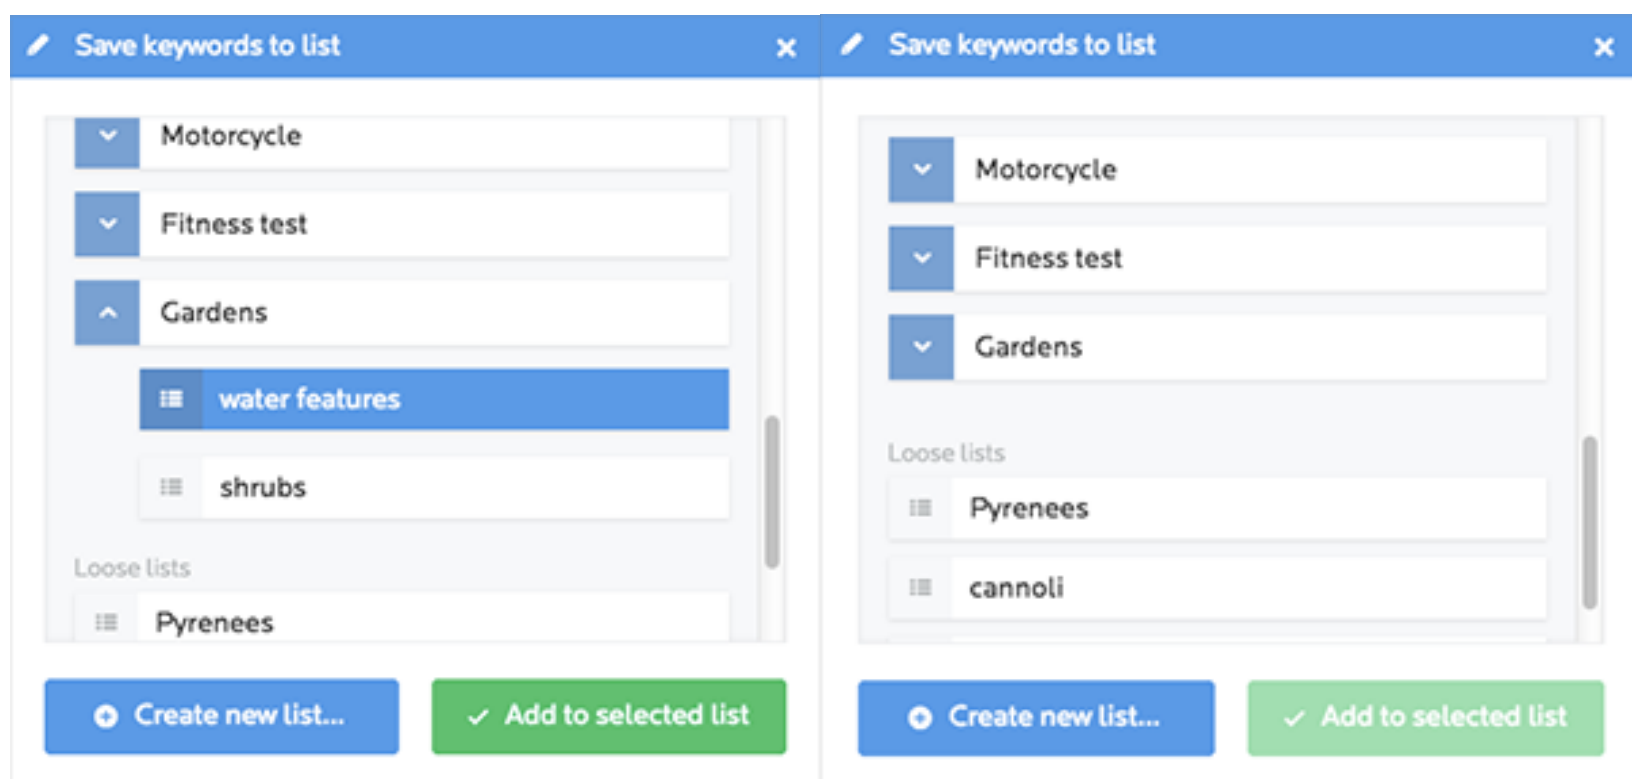 Save keywords to list
Motorcycle
Fitness test
Gardens
water features
shrubs
Loose lists
Pyrenees
Create new list...
Add to selected list
Save keywords to list
Motorcycle
Fitness test
Gardens
Loose lists
Pyrenees
cannoli
Create new list...
Add to selected list